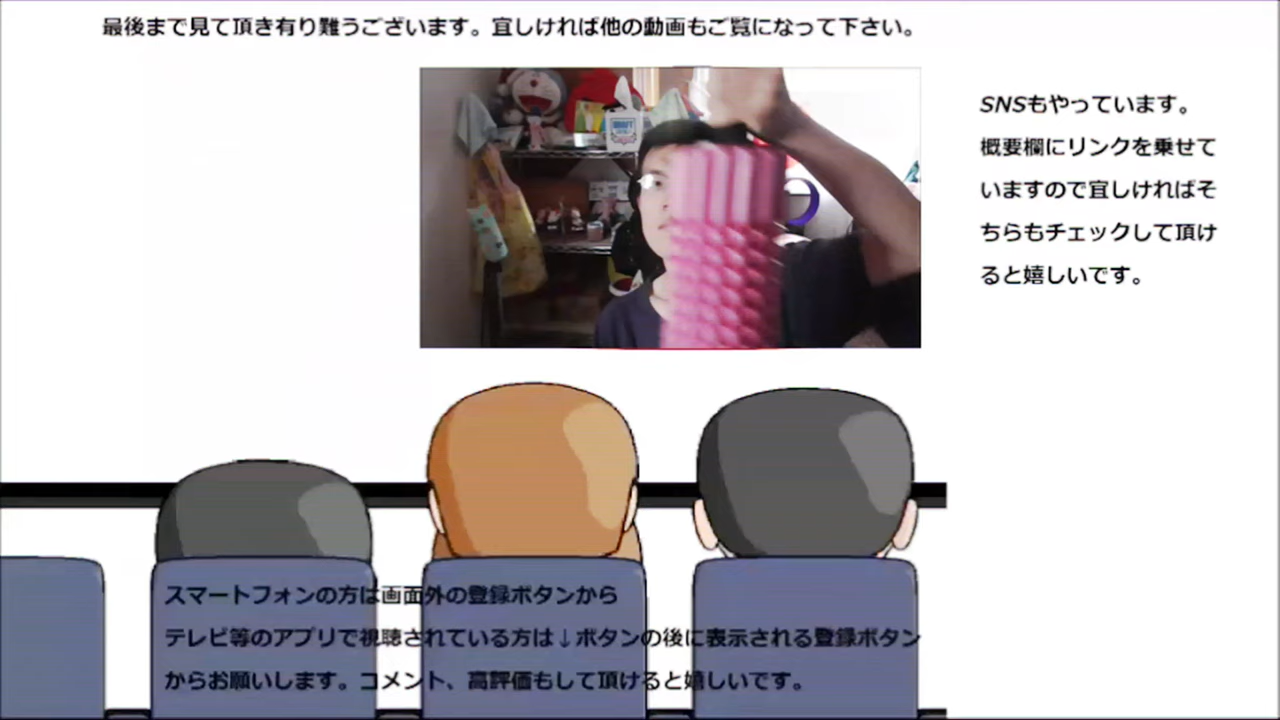 最後まで見て頂き有り難うございます。宜しければ他の動画もご覧になって下さい。
SNSもやっています。
概要欄にリンクを乗せて
いますので宜しければそ
ちらもチェックして頂け
ると嬉しいです。
スマートフォンの方は画面外の登録ボタンから
テレビ等のアプリで視聴されている方は↓ボタンの後に表示される登録ボタン
からお願いします。コメント、高評価もして頂けると嬉しいです。